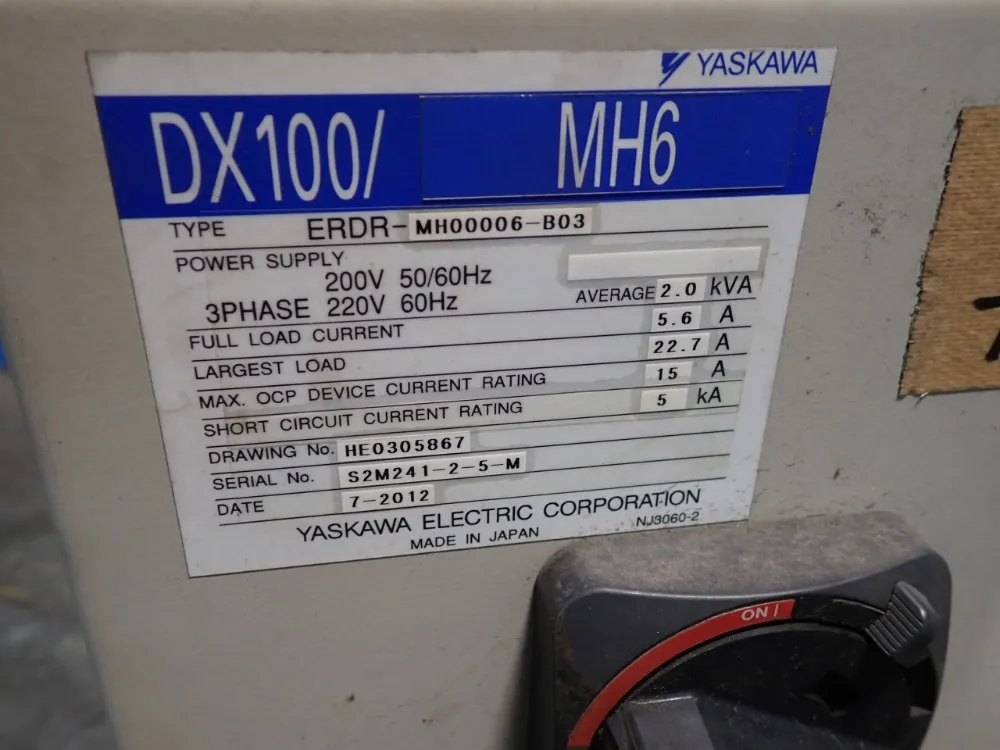 YASKAWA
DX100/ MH6
TYPE ERDR-MH00006-B03
POWER SUPPLY
200V 50/60Hz
3PHASE 220V 60Hz AVERAGE 2.0 kVA
FULL LOAD CURRENT 5.6 A
LARGEST LOAD 22.7 A
MAX. OCP DEVICE CURRENT RATING 15 A
SHORT CIRCUIT CURRENT RATING 5 kA
DRAWING No. HE0305867
SERIAL No. S2M241-2-5-M
DATE 7-2012
YASKAWA ELECTRIC CORPORATION
MADE IN JAPAN NJ3060-2
ON I